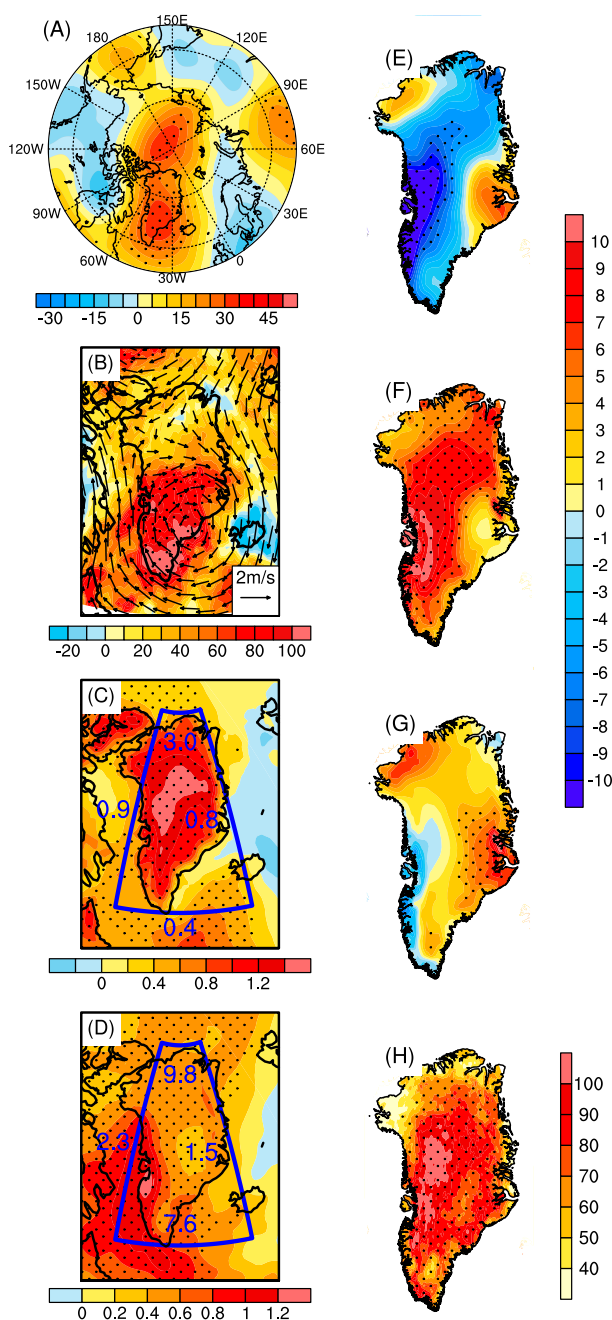 (A)
180
150E
120E
150W
90E
120W
60E
90W
30E
60W
0
30W
-30 -15 0 15 30 45
(B)
2m/s
-20 0 20 40 60 80 100
(C)
3.0
0.9
0.8
0.4
0 0.4 0.8 1.2
(D)
9.8
2.3
1.5
7.6
0 0.2 0.4 0.6 0.8 1 1.2
(E)
(F)
(G)
10
9
8
7
6
5
4
3
2
1
0
-1
-2
-3
-4
-5
-6
-7
-8
-9
-10
(H)
100
90
80
70
60
50
40